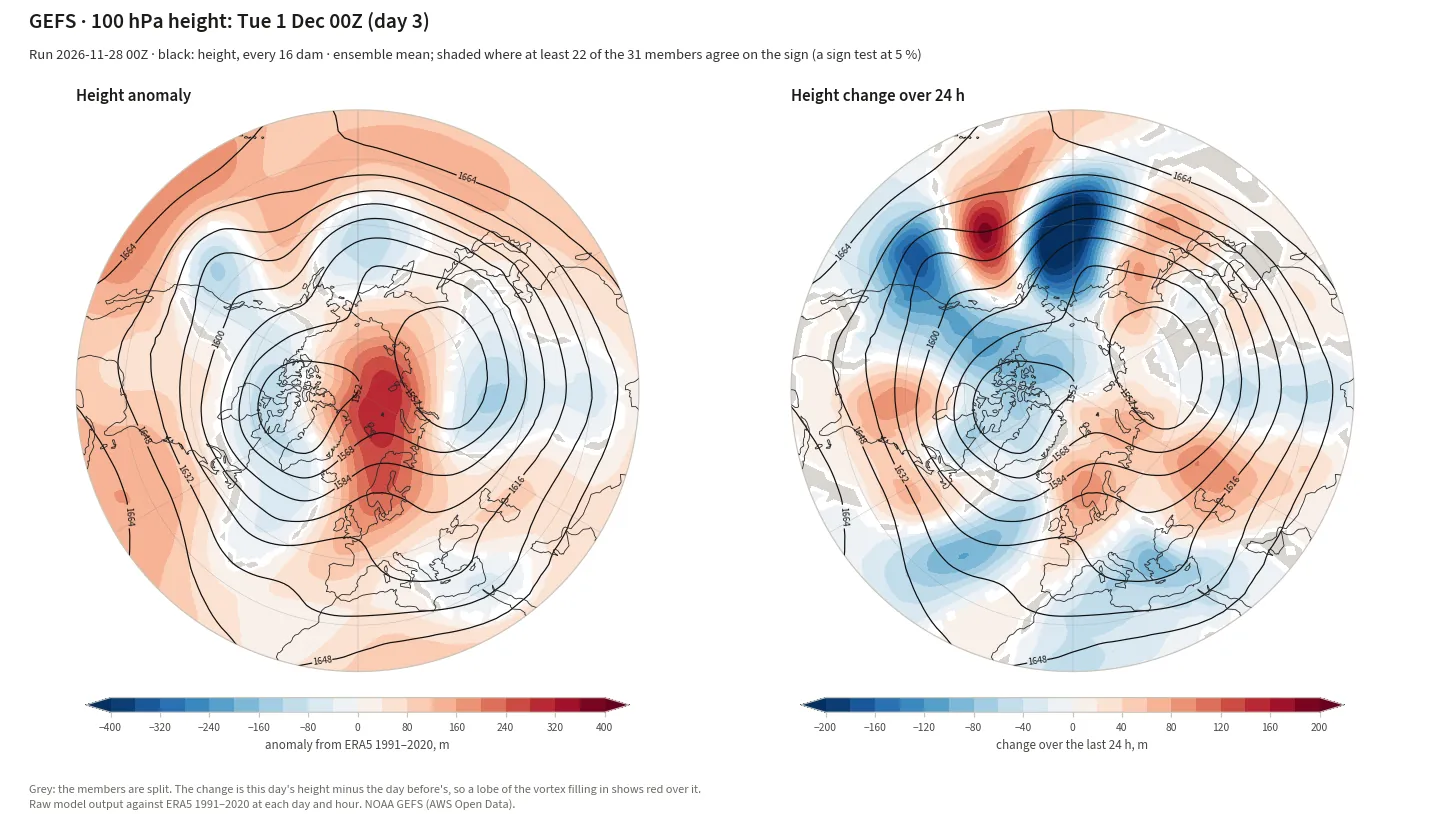 GEFS · 100 hPa height: Tue 1 Dec 00Z (day 3)
Run 2026-11-28 00Z · black: height, every 16 dam · ensemble mean; shaded where at least 22 of the 31 members agree on the sign (a sign test at 5 %)
Height anomaly
Height change over 24 h
1664
1664
1600
1552
1568
1584
1616
1648
1632
1664
1648
1664
1664
1600
1552
1568
1584
1616
1648
1632
1664
1648
−400 −320 −240 −160 −80 0 80 160 240 320 400
anomaly from ERA5 1991–2020, m
−200 −160 −120 −80 −40 0 40 80 120 160 200
change over the last 24 h, m
Grey: the members are split. The change is this day's height minus the day before's, so a lobe of the vortex filling in shows red over it.
Raw model output against ERA5 1991–2020 at each day and hour. NOAA GEFS (AWS Open Data).